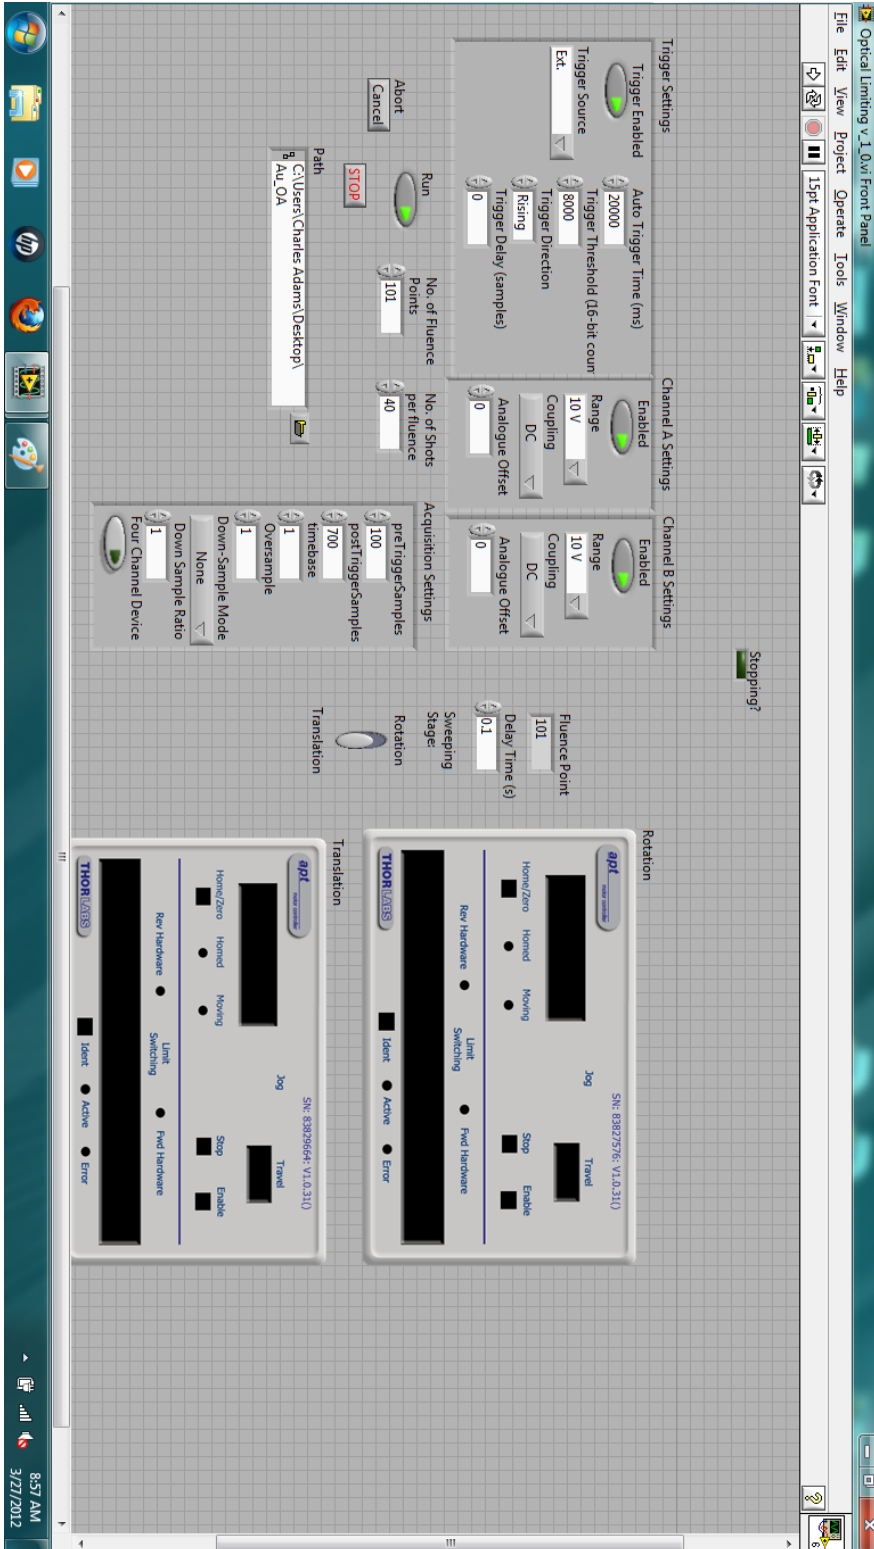 Optical Limiting v_1_0.vi Front Panel
File Edit View Project Operate Tools Window Help
15pt Application Font
Stopping?
Trigger Settings
Trigger Enabled
Trigger Source
Ext.
Auto Trigger Time (ms)
20000
Trigger Threshold (16-bit coun
8000
Trigger Direction
Rising
Trigger Delay (samples)
0
Channel A Settings
Enabled
Range
10 V
Coupling
DC
Analogue Offset
0
Channel B Settings
Enabled
Range
10 V
Coupling
DC
Analogue Offset
0
Abort
Cancel
Run
STOP
No. of Fluence
Points
101
No. of Shots
per fluence
40
Path
C:\Users\Charles Adams\Desktop\
Au_OA
Acquisition Settings
preTriggerSamples
100
postTriggerSamples
700
timebase
1
Oversample
1
Down-Sample Mode
None
Down Sample Ratio
1
Four Channel Device
Fluence Point
101
Delay Time (s)
0.1
Sweeping
Stage:
Rotation
Translation
Rotation
apt
motor controller
SN: 83827576: V1.0.31()
Jog
Travel
Home/Zero Homed Moving Stop Enable
Rev Hardware Limit Switching Fwd Hardware
THORLABS Ident Active Error
Translation
apt
motor controller
SN: 83829664: V1.0.31()
Jog
Travel
Home/Zero Homed Moving Stop Enable
Rev Hardware Limit Switching Fwd Hardware
THORLABS Ident Active Error
hp
8:57 AM
3/27/2012